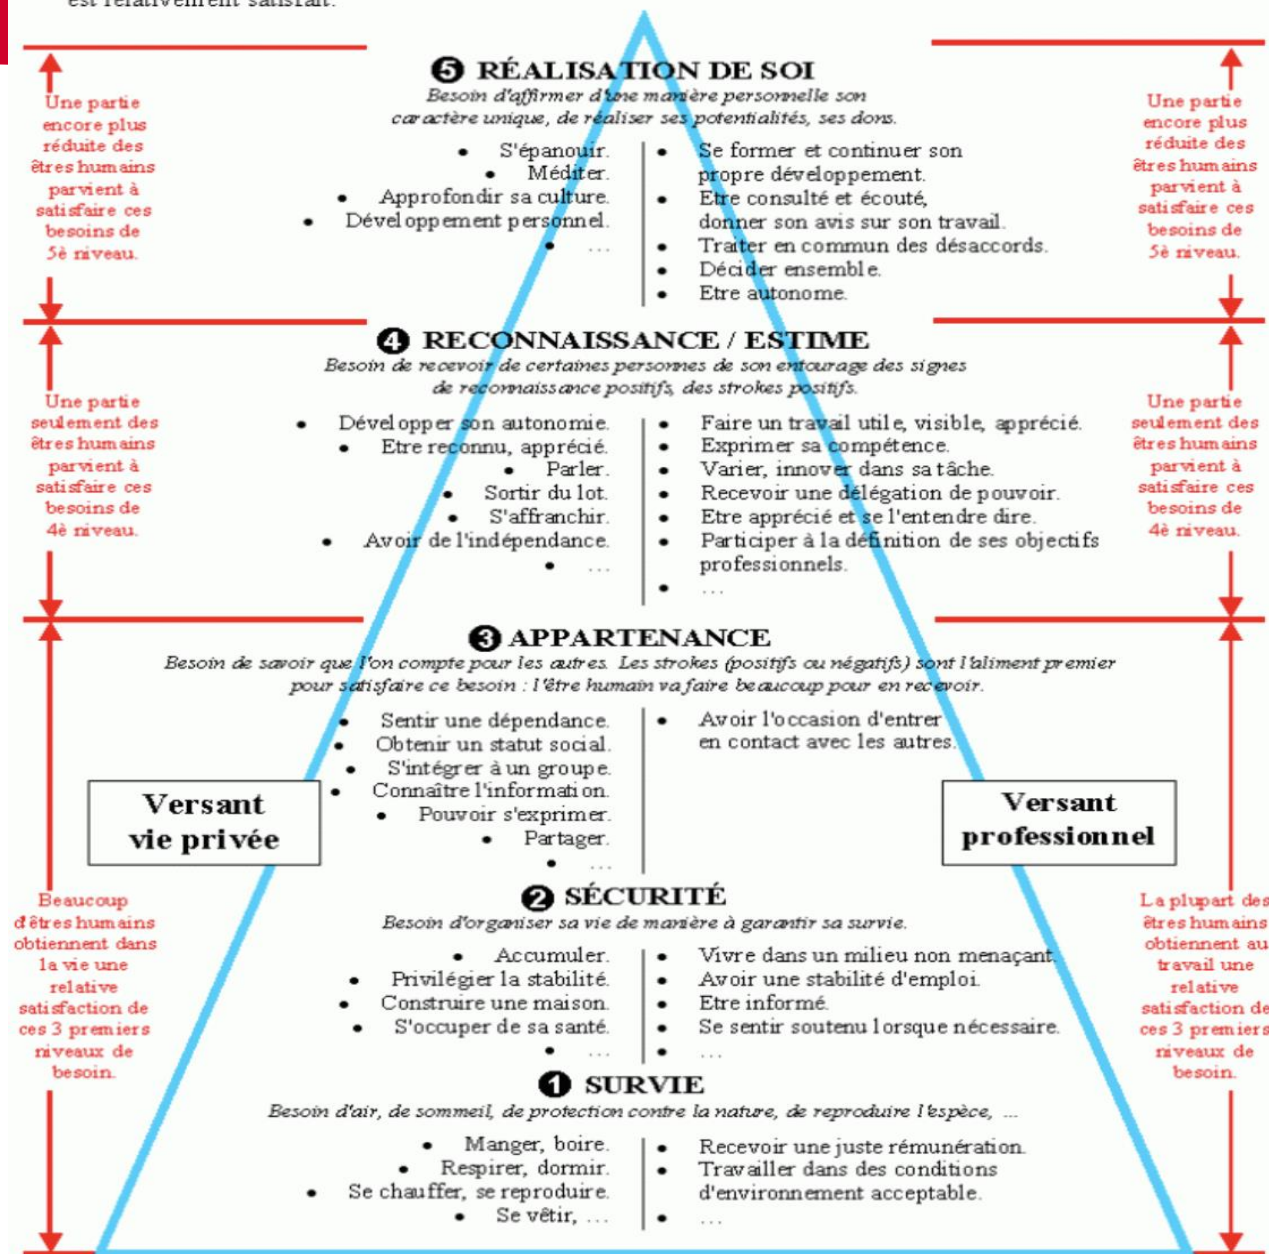 est relativement satisfait.
❺ RÉALISATION DE SOI
Besoin d'affirmer d'une manière personnelle son
caractère unique, de réaliser ses potentialités, ses dons.
• S'épanouir.
• Méditer.
• Approfondir sa culture.
• Développement personnel.
• ...
• Se former et continuer son
propre développement.
• Etre consulté et écouté,
donner son avis sur son travail.
• Traiter en commun des désaccords.
• Décider ensemble.
• Etre autonome.
Une partie
encore plus
réduite des
êtres humains
parvient à
satisfaire ces
besoins de
5è niveau.
Une partie
encore plus
réduite des
êtres humains
parvient à
satisfaire ces
besoins de
5è niveau.
❹ RECONNAISSANCE / ESTIME
Besoin de recevoir de certaines personnes de son entourage des signes
de reconnaissance positifs, des strokes positifs.
• Développer son autonomie.
• Etre reconnu, apprécié.
• Parler.
• Sortir du lot.
• S'affranchir.
• Avoir de l'indépendance.
• ...
• Faire un travail utile, visible, apprécié.
• Exprimer sa compétence.
• Varier, innover dans sa tâche.
• Recevoir une délégation de pouvoir.
• Etre apprécié et se l'entendre dire.
• Participer à la définition de ses objectifs
professionnels.
• ...
Une partie
seulement des
êtres humains
parvient à
satisfaire ces
besoins de
4è niveau.
Une partie
seulement des
êtres humains
parvient à
satisfaire ces
besoins de
4è niveau.
❸ APPARTENANCE
Besoin de savoir que l'on compte pour les autres. Les strokes (positifs ou négatifs) sont l'aliment premier
pour satisfaire ce besoin : l'être humain va faire beaucoup pour en recevoir.
• Sentir une dépendance.
• Obtenir un statut social.
• S'intégrer à un groupe.
• Connaître l'information.
• Pouvoir s'exprimer.
• Partager.
• ...
• Avoir l'occasion d'entrer
en contact avec les autres.
Versant
vie privée
Versant
professionnel
❷ SÉCURITÉ
Besoin d'organiser sa vie de manière à garantir sa survie.
• Accumuler.
• Privilégier la stabilité.
• Construire une maison.
• S'occuper de sa santé.
• ...
• Vivre dans un milieu non menaçant.
• Avoir une stabilité d'emploi.
• Etre informé.
• Se sentir soutenu lorsque nécessaire.
• ...
Beaucoup
d'êtres humains
obtiennent dans
la vie une
relative
satisfaction de
ces 3 premiers
niveaux de
besoin.
La plupart des
êtres humains
obtiennent au
travail une
relative
satisfaction de
ces 3 premiers
niveaux de
besoin.
❶ SURVIE
Besoin d'air, de sommeil, de protection contre la nature, de reproduire l'espèce, ...
• Manger, boire.
• Respirer, dormir.
• Se chauffer, se reproduire.
• Se vêtir, ...
• Recevoir une juste rémunération.
• Travailler dans des conditions
d'environnement acceptable.
• ...